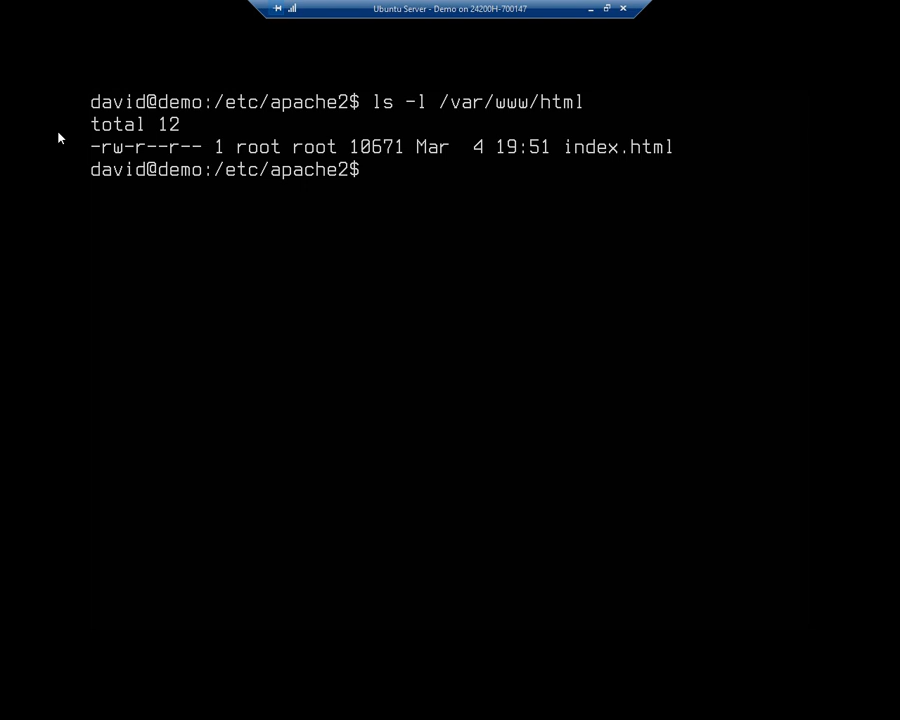 Ubuntu Server - Demo on 24200H-700147
david@demo:/etc/apache2$ ls -l /var/www/html
total 12
-rw-r--r-- 1 root root 10671 Mar  4 19:51 index.html
david@demo:/etc/apache2$